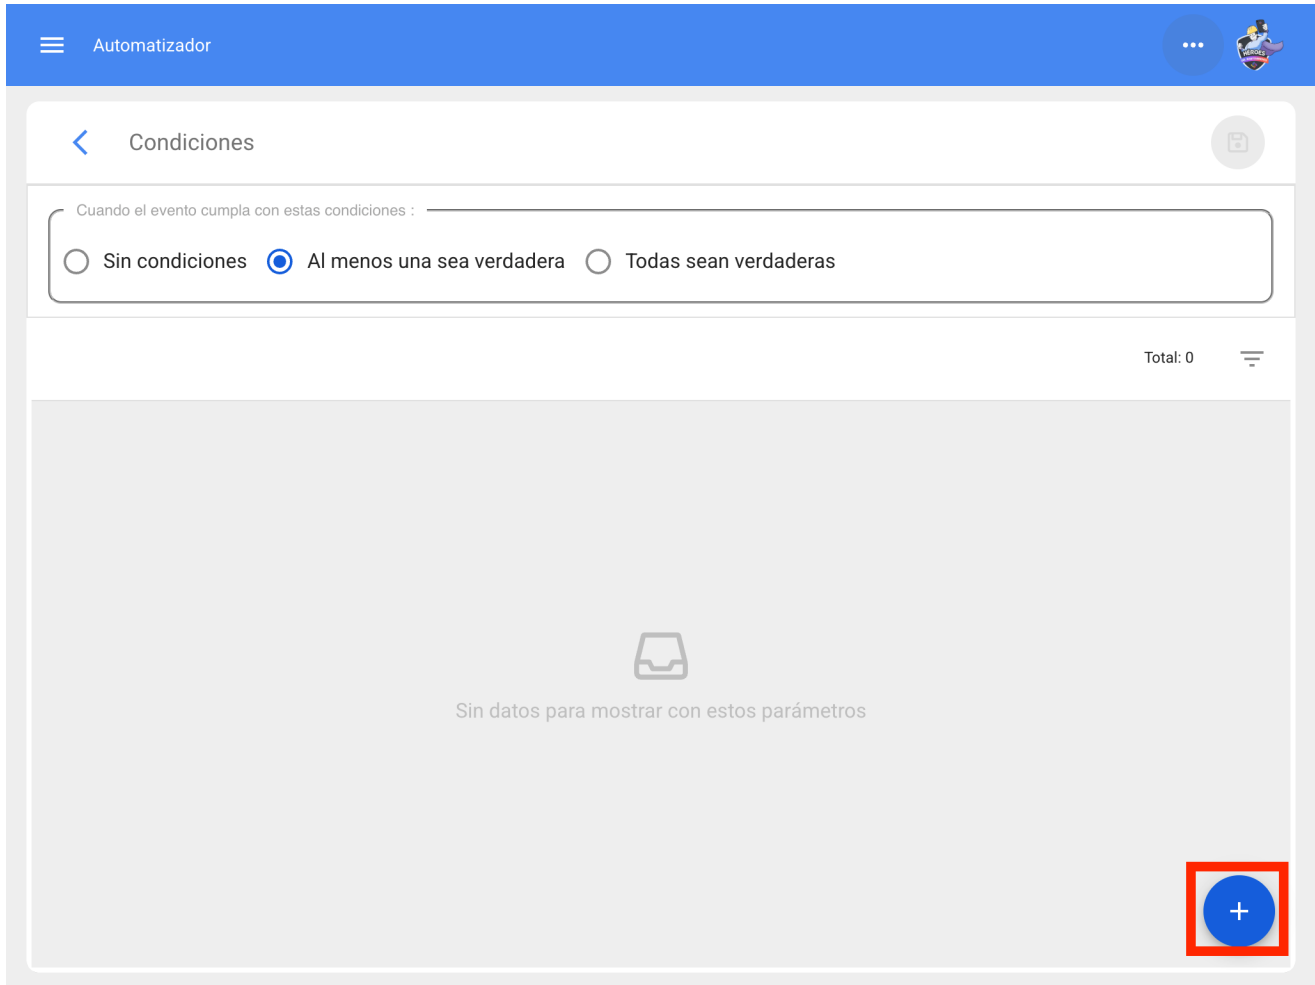 Automatizador
HEROES
Condiciones
Cuando el evento cumpla con estas condiciones :
Sin condiciones
Al menos una sea verdadera
Todas sean verdaderas
Total: 0
Sin datos para mostrar con estos parámetros